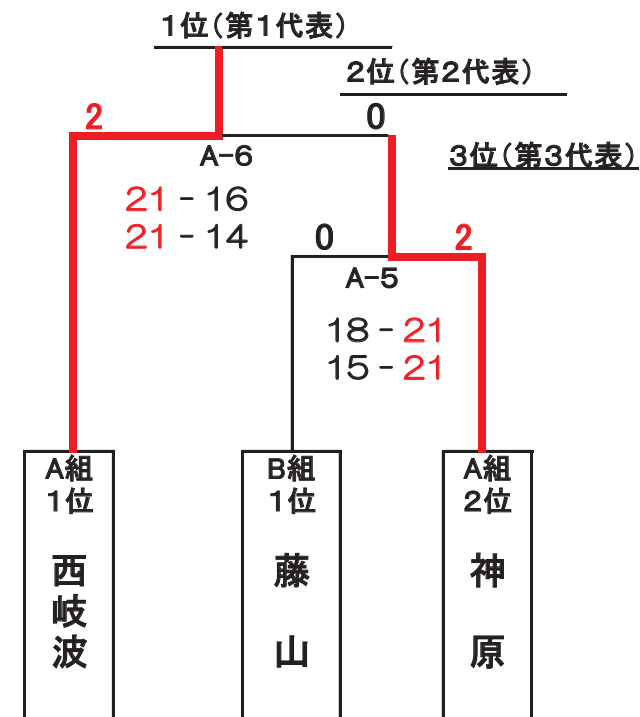 1位(第1代表)
2位(第2代表)
3位(第3代表)
2
0
A-6
21 - 16
21 - 14
0
2
A-5
18 - 21
15 - 21
A組
1位
西岐波
B組
1位
藤山
A組
2位
神原